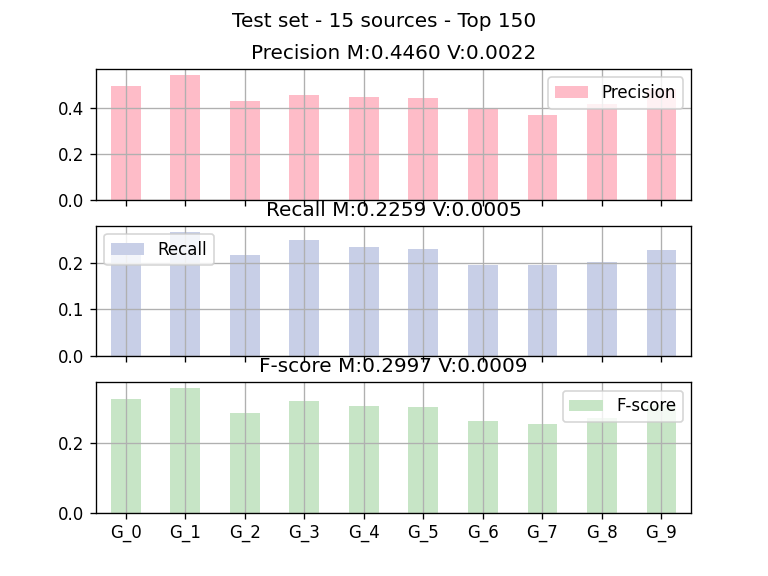 Test set - 15 sources - Top 150
Precision M:0.4460 V:0.0022
0.4
Precision
0.2
0.0
Recall M:0.2259 V:0.0005
Recall
0.2
0.1
0.0
F-score M:0.2997 V:0.0009
F-score
0.2
0.0
G_0 G_1 G_2 G_3 G_4 G_5 G_6 G_7 G_8 G_9